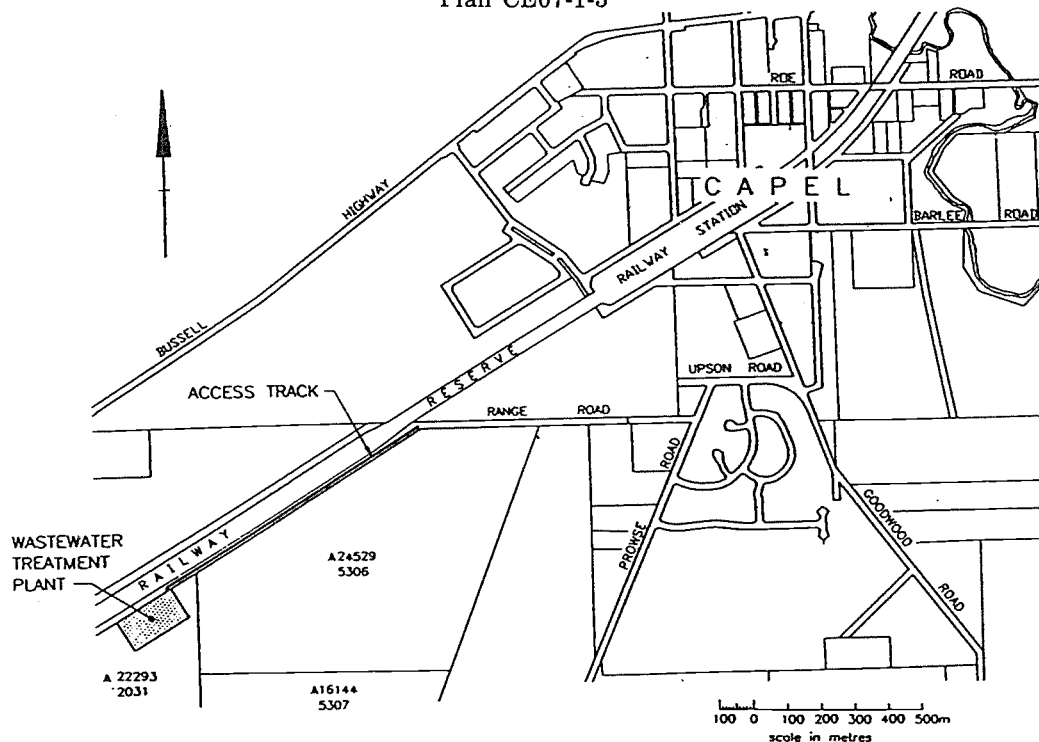 Plan CE07-1-3
ROE ROAD
HIGHWAY
CAPEL
BARLEE ROAD
RAILWAY STATION
BUSSELL
RESERVE
UPSON ROAD
ACCESS TRACK
RANGE ROAD
ROAD
PROWSE
GOODWOOD
ROAD
WASTEWATER
TREATMENT
PLANT
RAILWAY
A24529
5306
A 22293
2031
A16144
5307
100 0 100 200 300 400 500m
scale in metres